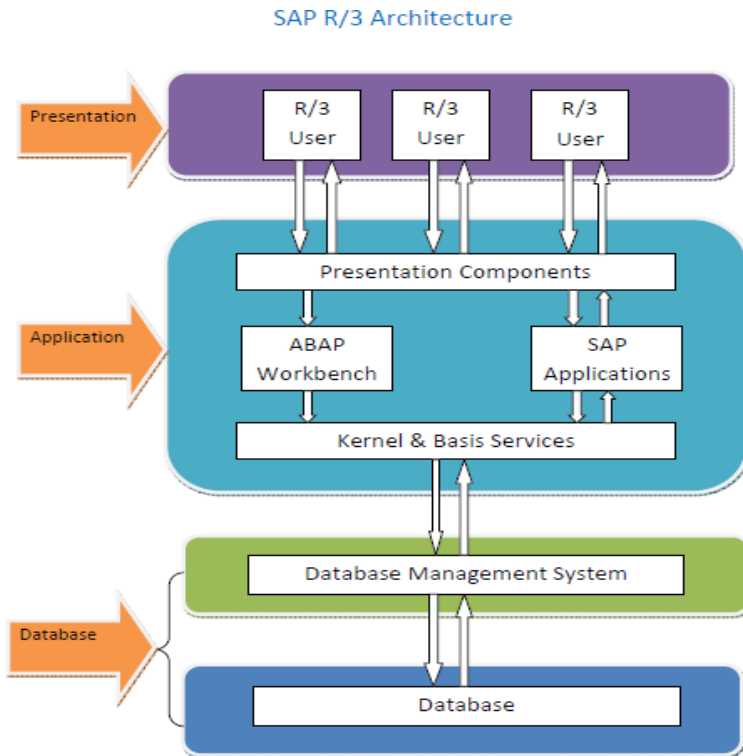 SAP R/3 Architecture
Presentation
R/3
User
R/3
User
R/3
User
Presentation Components
Application
ABAP
Workbench
SAP
Applications
Kernel & Basis Services
Database Management System
Database
Database